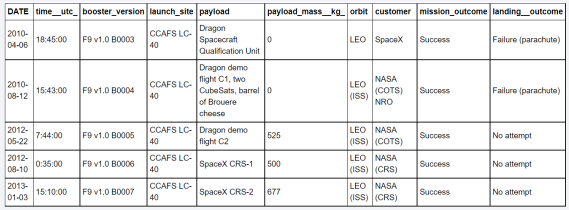 DATE time__utc_ booster_version launch_site payload payload_mass__kg_ orbit customer mission_outcome landing__outcome
2010-04-06 18:45:00 F9 v1.0 B0003 CCAFS LC-40 Dragon Spacecraft Qualification Unit 0 LEO SpaceX Success Failure (parachute)
2010-08-12 15:43:00 F9 v1.0 B0004 CCAFS LC-40 Dragon demo flight C1, two CubeSats, barrel of Brouere cheese 0 LEO (ISS) NASA (COTS) NRO Success Failure (parachute)
2012-05-22 7:44:00 F9 v1.0 B0005 CCAFS LC-40 Dragon demo flight C2 525 LEO (ISS) NASA (COTS) Success No attempt
2012-08-10 0:35:00 F9 v1.0 B0006 CCAFS LC-40 SpaceX CRS-1 500 LEO (ISS) NASA (CRS) Success No attempt
2013-01-03 15:10:00 F9 v1.0 B0007 CCAFS LC-40 SpaceX CRS-2 677 LEO (ISS) NASA (CRS) Success No attempt